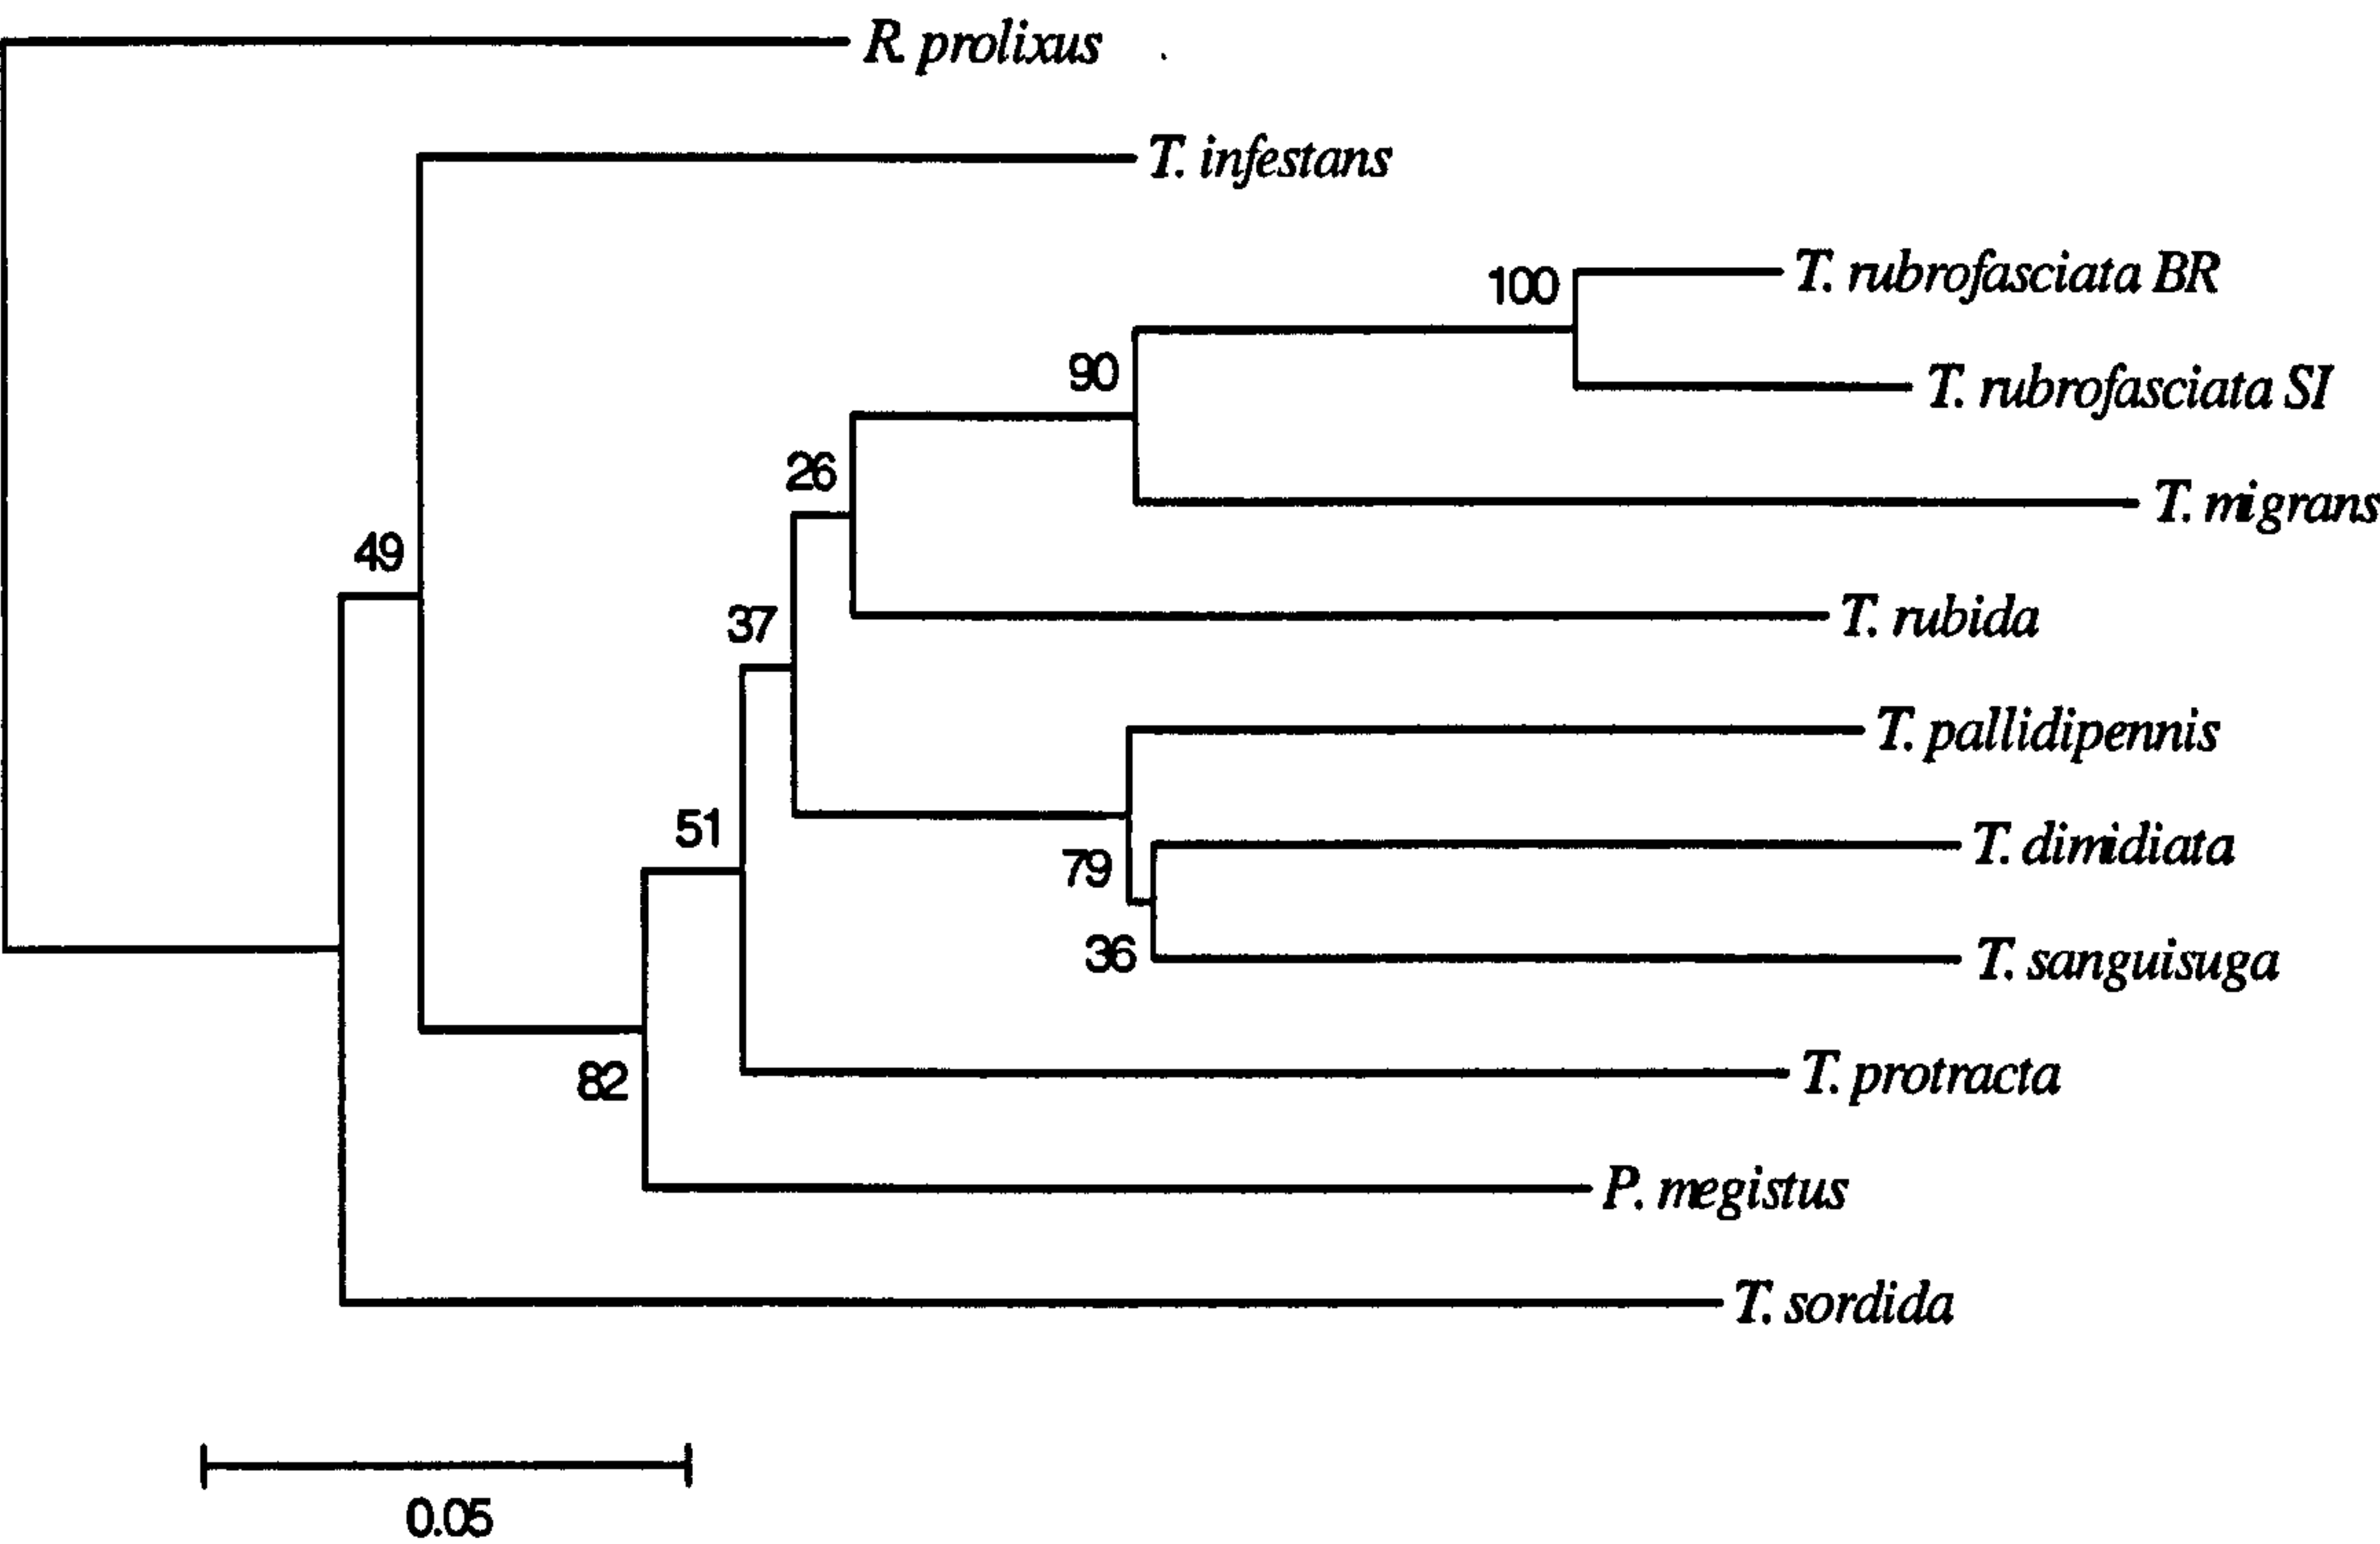 R. prolixus
T. infestans
100
T. rubrofasciata BR
90
T. rubrofasciata SI
26
T. migrans
49
37
T. rubida
T. pallidipennis
51
79
T. dimidiata
36
T. sanguisuga
82
T. protracta
P. megistus
T. sordida
0.05